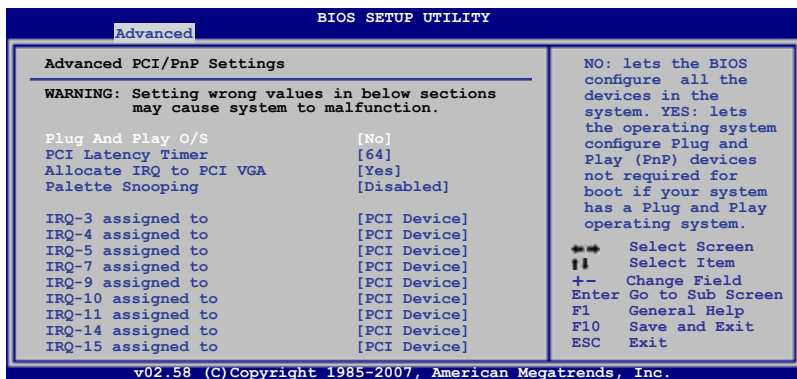 BIOS SETUP UTILITY
Advanced
Advanced PCI/PnP Settings
WARNING: Setting wrong values in below sections
may cause system to malfunction.
Plug And Play O/S [No]
PCI Latency Timer [64]
Allocate IRQ to PCI VGA [Yes]
Palette Snooping [Disabled]
IRQ-3 assigned to [PCI Device]
IRQ-4 assigned to [PCI Device]
IRQ-5 assigned to [PCI Device]
IRQ-7 assigned to [PCI Device]
IRQ-9 assigned to [PCI Device]
IRQ-10 assigned to [PCI Device]
IRQ-11 assigned to [PCI Device]
IRQ-14 assigned to [PCI Device]
IRQ-15 assigned to [PCI Device]
NO: lets the BIOS
configure all the
devices in the
system. YES: lets
the operating system
configure Plug and
Play (PnP) devices
not required for
boot if your system
has a Plug and Play
operating system.
←→ Select Screen
↑↓ Select Item
+- Change Field
Enter Go to Sub Screen
F1 General Help
F10 Save and Exit
ESC Exit
v02.58 (C)Copyright 1985-2007, American Megatrends, Inc.